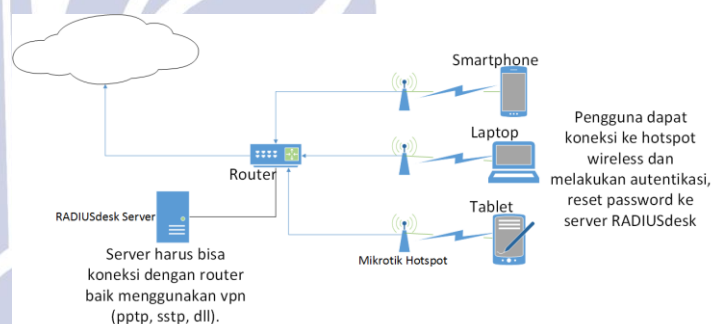 Smartphone
Laptop
Router
Tablet
Mikrotik Hotspot
RADIUSdesk Server
Server harus bisa
koneksi dengan router
baik menggunakan vpn
(pptp, sstp, dll).
Pengguna dapat
koneksi ke hotspot
wireless dan
melakukan autentikasi,
reset password ke
server RADIUSdesk